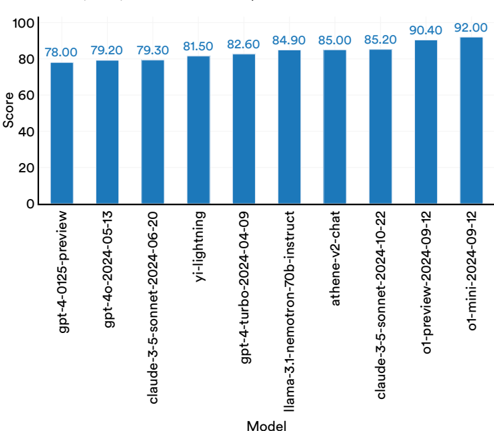 100
80
60
40
20
0
Score
78.00
79.20
79.30
81.50
82.60
84.90
85.00
85.20
90.40
92.00
gpt-4-0125-preview
gpt-4o-2024-05-13
claude-3-5-sonnet-2024-06-20
yi-lightning
gpt-4-turbo-2024-04-09
llama-3.1-nemotron-70b-instruct
athene-v2-chat
claude-3-5-sonnet-2024-10-22
o1-preview-2024-09-12
o1-mini-2024-09-12
Model